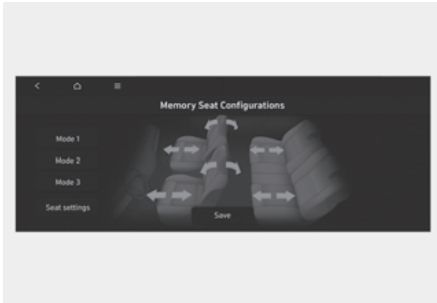 Memory Seat Configurations
Mode 1
Mode 2
Mode 3
Seat settings
Save